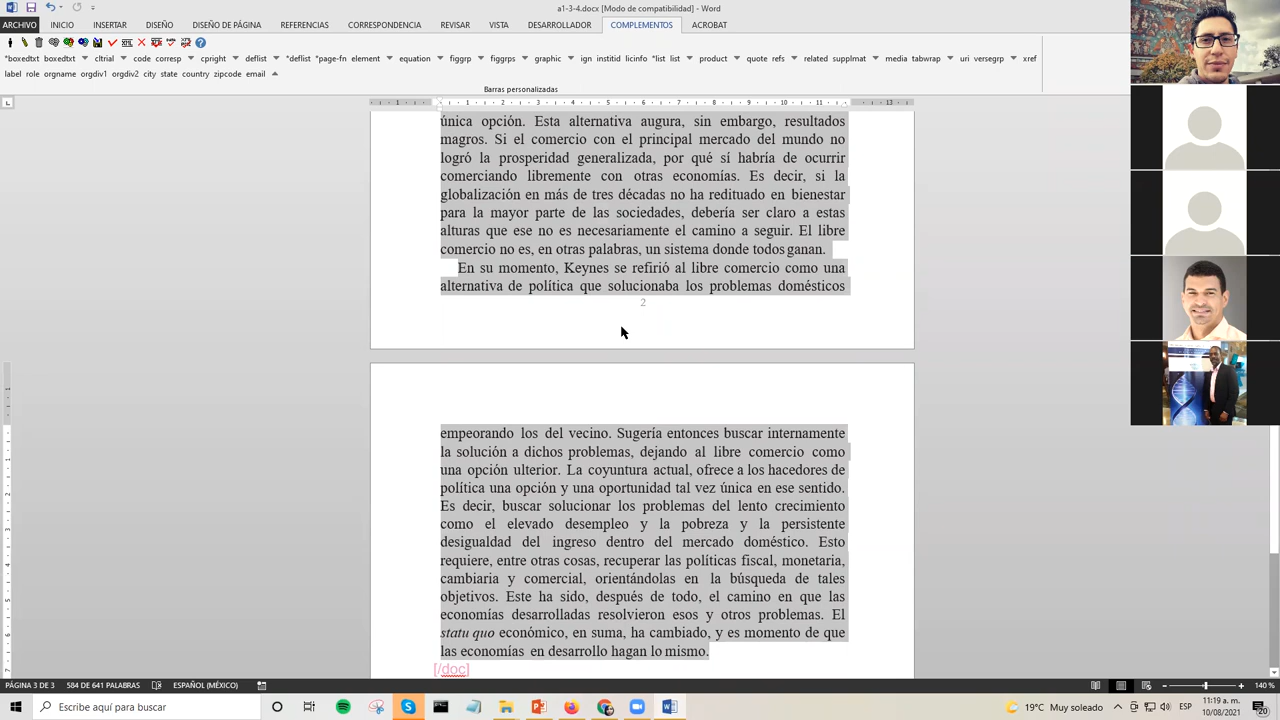 a1-3-4.docx [Modo de compatibilidad] - Word
ARCHIVO INICIO INSERTAR DISEÑO DISEÑO DE PÁGINA REFERENCIAS CORRESPONDENCIA REVISAR VISTA DESARROLLADOR COMPLEMENTOS ACROBAT
*boxedtxt boxedtxt cltrial code corresp cpright deflist *deflist *page-fn element equation figgrp figgrps graphic ign institid licinfo *list list product quote refs related supplmat media tabwrap uri versegrp xref
label role orgname orgdiv1 orgdiv2 city state country zipcode email
Barras personalizadas
única opción. Esta alternativa augura, sin embargo, resultados
magros. Si el comercio con el principal mercado del mundo no
logró la prosperidad generalizada, por qué sí habría de ocurrir
comerciando libremente con otras economías. Es decir, si la
globalización en más de tres décadas no ha redituado en bienestar
para la mayor parte de las sociedades, debería ser claro a estas
alturas que ese no es necesariamente el camino a seguir. El libre
comercio no es, en otras palabras, un sistema donde todos ganan.
En su momento, Keynes se refirió al libre comercio como una
alternativa de política que solucionaba los problemas domésticos
2
empeorando los del vecino. Sugería entonces buscar internamente
la solución a dichos problemas, dejando al libre comercio como
una opción ulterior. La coyuntura actual, ofrece a los hacedores de
política una opción y una oportunidad tal vez única en ese sentido.
Es decir, buscar solucionar los problemas del lento crecimiento
como el elevado desempleo y la pobreza y la persistente
desigualdad del ingreso dentro del mercado doméstico. Esto
requiere, entre otras cosas, recuperar las políticas fiscal, monetaria,
cambiaria y comercial, orientándolas en la búsqueda de tales
objetivos. Este ha sido, después de todo, el camino en que las
economías desarrolladas resolvieron esos y otros problemas. El
statu quo económico, en suma, ha cambiado, y es momento de que
las economías en desarrollo hagan lo mismo.
[/doc]
PÁGINA 3 DE 3 584 DE 641 PALABRAS ESPAÑOL (MÉXICO) 140 %
Escribe aquí para buscar 19°C Muy soleado ESP 11:19 a. m. 10/08/2021 20